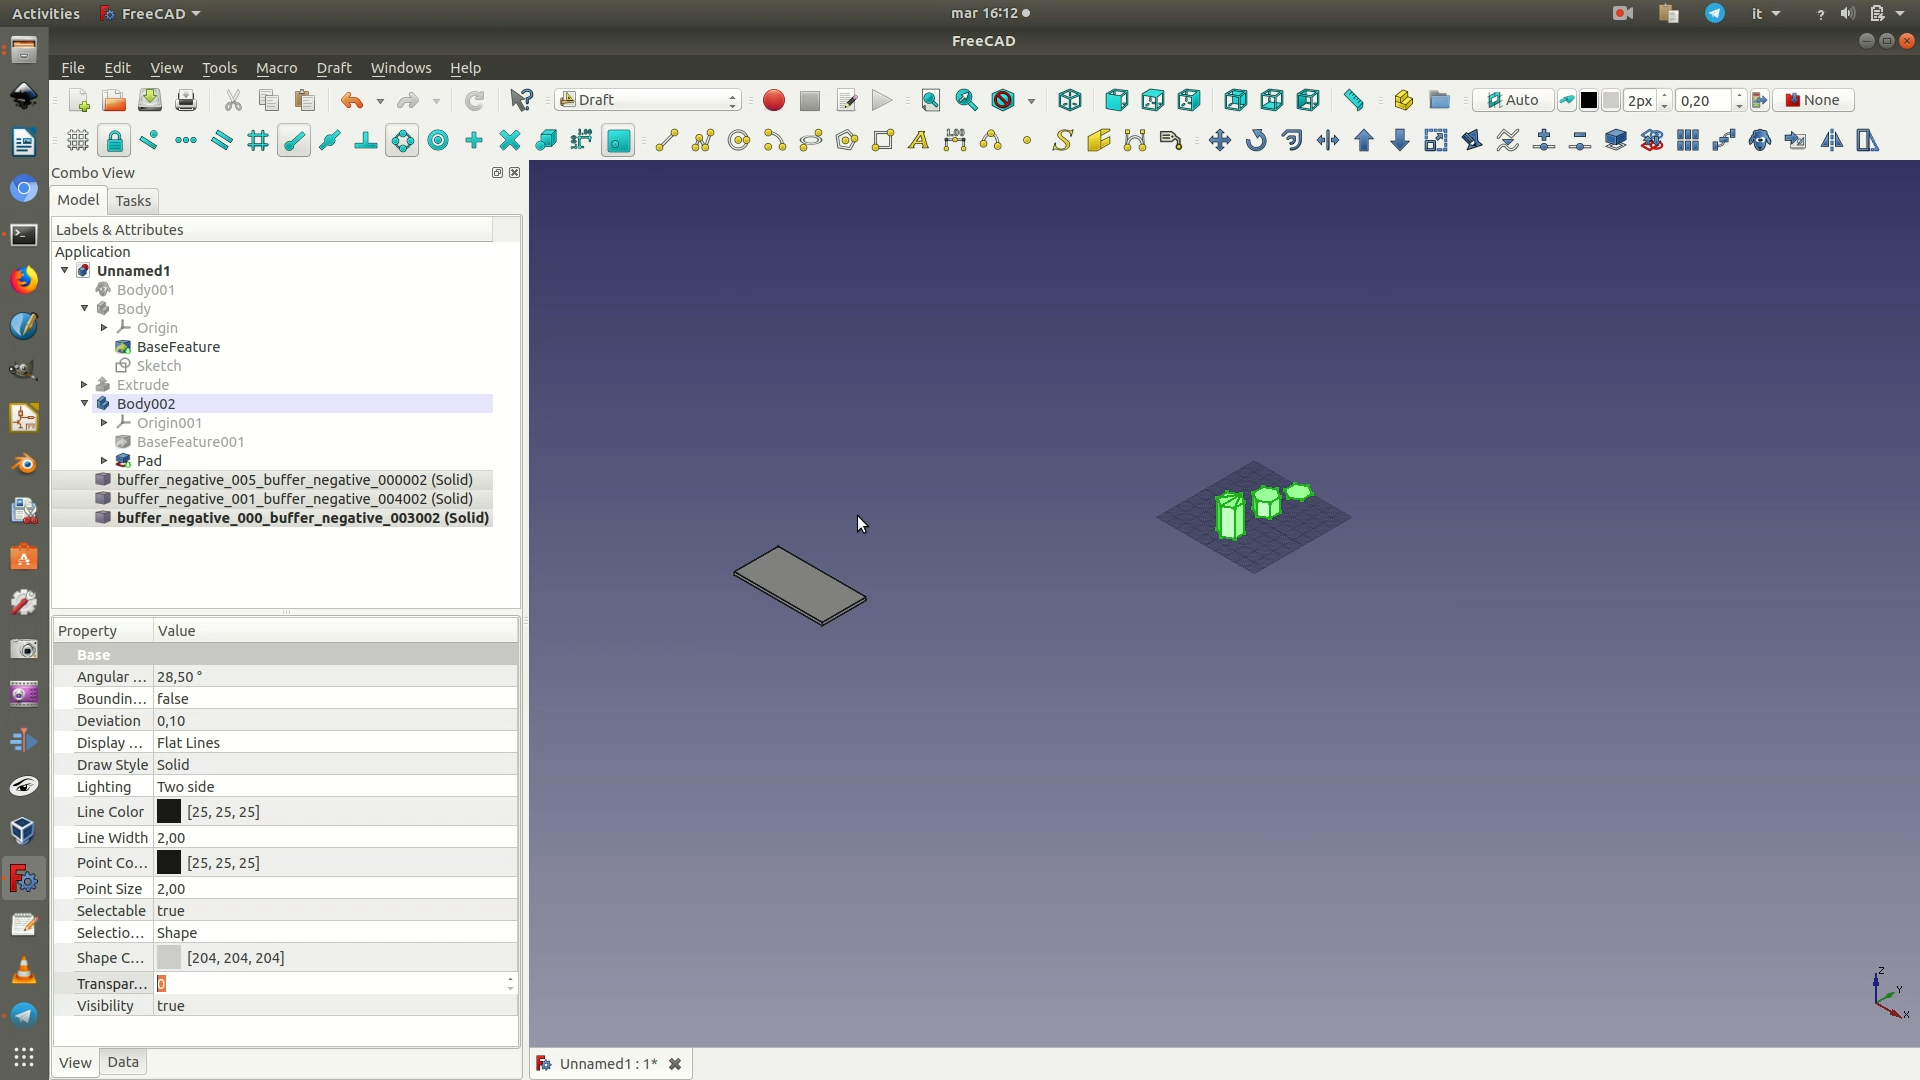 Activities FreeCAD mar 16:12 it ?
FreeCAD
File Edit View Tools Macro Draft Windows Help
Draft Auto 2px 0,20 None
Combo View
Model Tasks
Labels & Attributes
Application
Unnamed1
Body001
Body
Origin
BaseFeature
Sketch
Extrude
Body002
Origin001
BaseFeature001
Pad
buffer_negative_005_buffer_negative_000002 (Solid)
buffer_negative_001_buffer_negative_004002 (Solid)
buffer_negative_000_buffer_negative_003002 (Solid)
Property Value
Base
Angular ... 28,50 °
Boundin... false
Deviation 0,10
Display ... Flat Lines
Draw Style Solid
Lighting Two side
Line Color [25, 25, 25]
Line Width 2,00
Point Co... [25, 25, 25]
Point Size 2,00
Selectable true
Selectio... Shape
Shape C... [204, 204, 204]
Transpar... 0
Visibility true
View Data
Unnamed1 : 1*
Z
Y
X